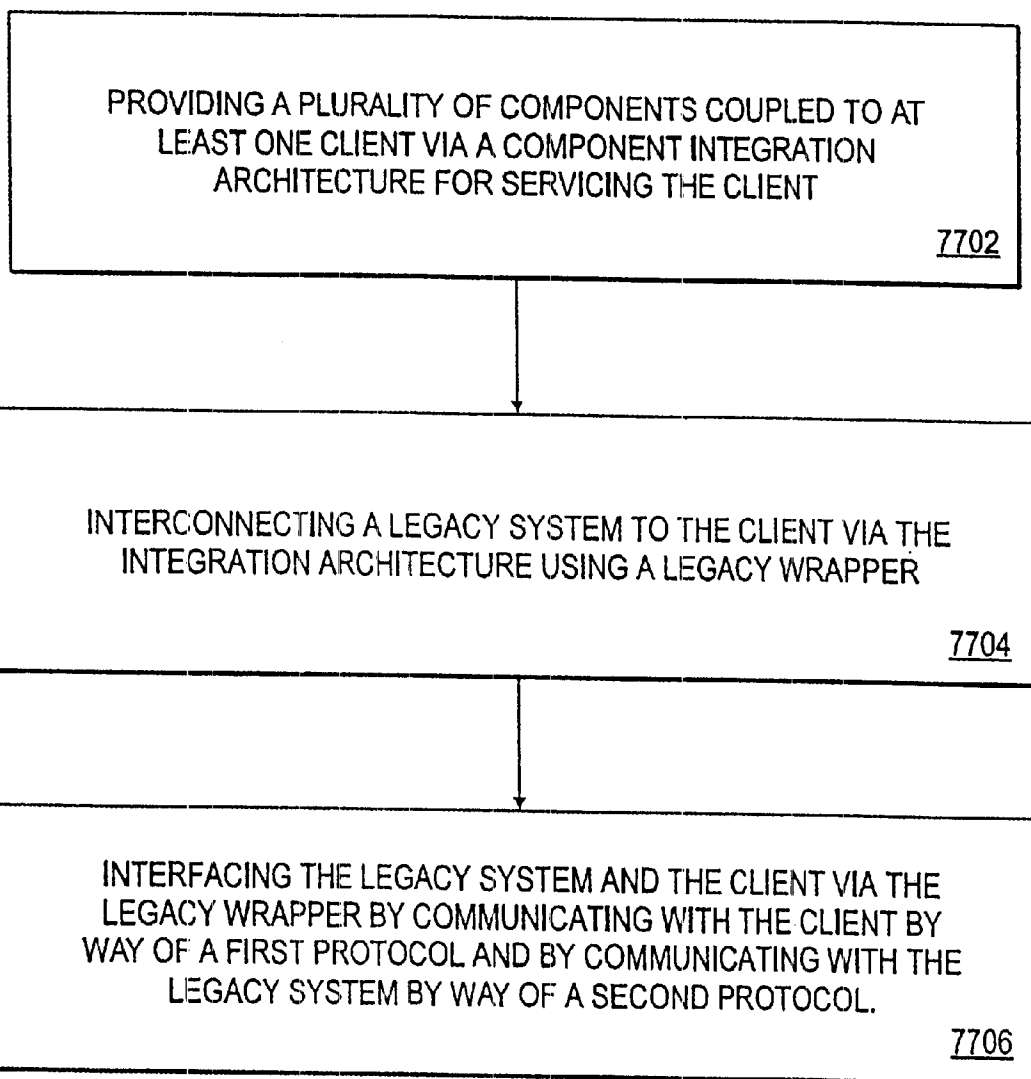 PROVIDING A PLURALITY OF COMPONENTS COUPLED TO AT
LEAST ONE CLIENT VIA A COMPONENT INTEGRATION
ARCHITECTURE FOR SERVICING THE CLIENT
7702
INTERCONNECTING A LEGACY SYSTEM TO THE CLIENT VIA THE
INTEGRATION ARCHITECTURE USING A LEGACY WRAPPER
7704
INTERFACING THE LEGACY SYSTEM AND THE CLIENT VIA THE
LEGACY WRAPPER BY COMMUNICATING WITH THE CLIENT BY
WAY OF A FIRST PROTOCOL AND BY COMMUNICATING WITH THE
LEGACY SYSTEM BY WAY OF A SECOND PROTOCOL.
7706